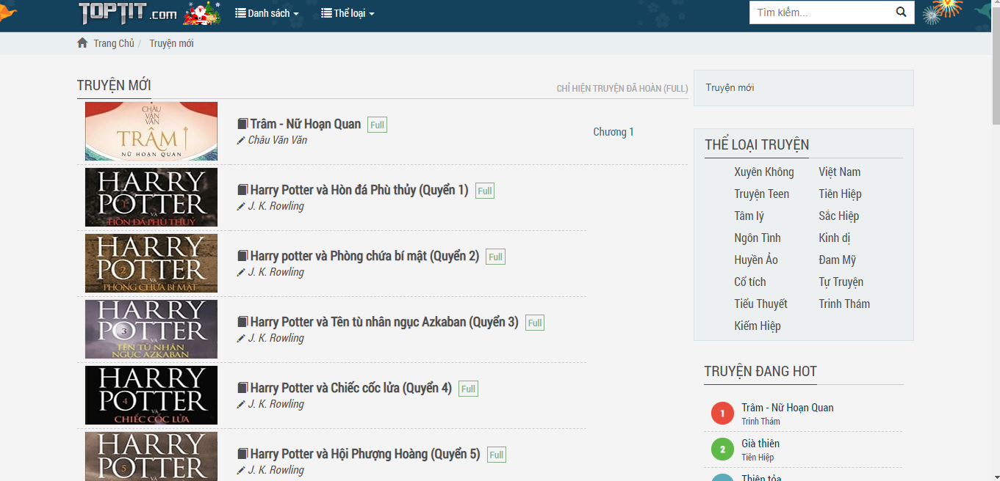 TOPTIT.com
Danh sách
Thể loại
Tìm kiếm...
Trang Chủ / Truyện mới
TRUYỆN MỚI
CHỈ HIỆN TRUYỆN ĐÃ HOÀN (FULL)
CHÂU
VĂN
VĂN
TRÂM
NỮ HOẠN QUAN
Trâm - Nữ Hoạn Quan Full
Châu Văn Văn
Chương 1
HARRY
POTTER
1
VÀ
HÒN ĐÁ PHÙ THUỶ
Harry Potter và Hòn đá Phù thủy (Quyển 1) Full
J. K. Rowling
HARRY
POTTER
2
VÀ
PHÒNG CHỨA BÍ MẬT
Harry potter và Phòng chứa bí mật (Quyển 2) Full
J. K. Rowling
HARRY
POTTER
3
VÀ
TÊN TÙ NHÂN
NGỤC AZKABAN
Harry Potter và Tên tù nhân ngục Azkaban (Quyển 3) Full
J. K. Rowling
HARRY
POTTER
4
VÀ
CHIẾC CỐC LỬA
Harry Potter và Chiếc cốc lửa (Quyển 4) Full
J. K. Rowling
HARRY
POTTER
5
Harry Potter và Hội Phượng Hoàng (Quyển 5) Full
J. K. Rowling
Truyện mới
THỂ LOẠI TRUYỆN
Xuyên Không Việt Nam
Truyện Teen Tiên Hiệp
Tâm lý Sắc Hiệp
Ngôn Tình Kinh dị
Huyền Ảo Đam Mỹ
Cổ tích Tự Truyện
Tiểu Thuyết Trinh Thám
Kiếm Hiệp
TRUYỆN ĐANG HOT
1 Trâm - Nữ Hoạn Quan
Trinh Thám
2 Già thiên
Tiên Hiệp
Thiên tỏa